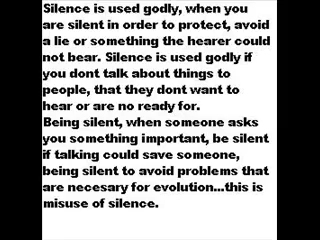 Silence is used godly, when you
are silent in order to protect, avoid
a lie or something the hearer could
not bear. Silence is used godly if
you dont talk about things to
people, that they dont want to
hear or are no ready for.
Being silent, when someone asks
you something important, be silent
if talking could save someone,
being silent to avoid problems that
are necesary for evolution...this is
misuse of silence.